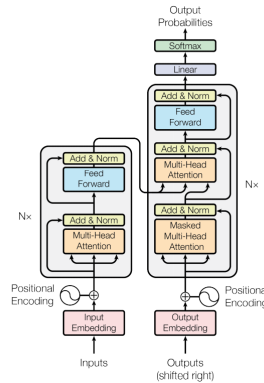 Output
Probabilities
Softmax
Linear
Add & Norm
Feed
Forward
Add & Norm
Multi-Head
Attention
Add & Norm
Masked
Multi-Head
Attention
Nx
Positional
Encoding
Output
Embedding
Outputs
(shifted right)
Add & Norm
Feed
Forward
Nx
Add & Norm
Multi-Head
Attention
Positional
Encoding
Input
Embedding
Inputs